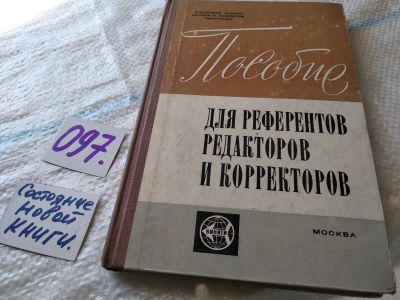 Пособие
ДЛЯ РЕФЕРЕНТОВ
РЕДАКТОРОВ
И КОРРЕКТОРОВ
ВИНИТИ
МОСКВА
097.
Состояние
новой
книги.